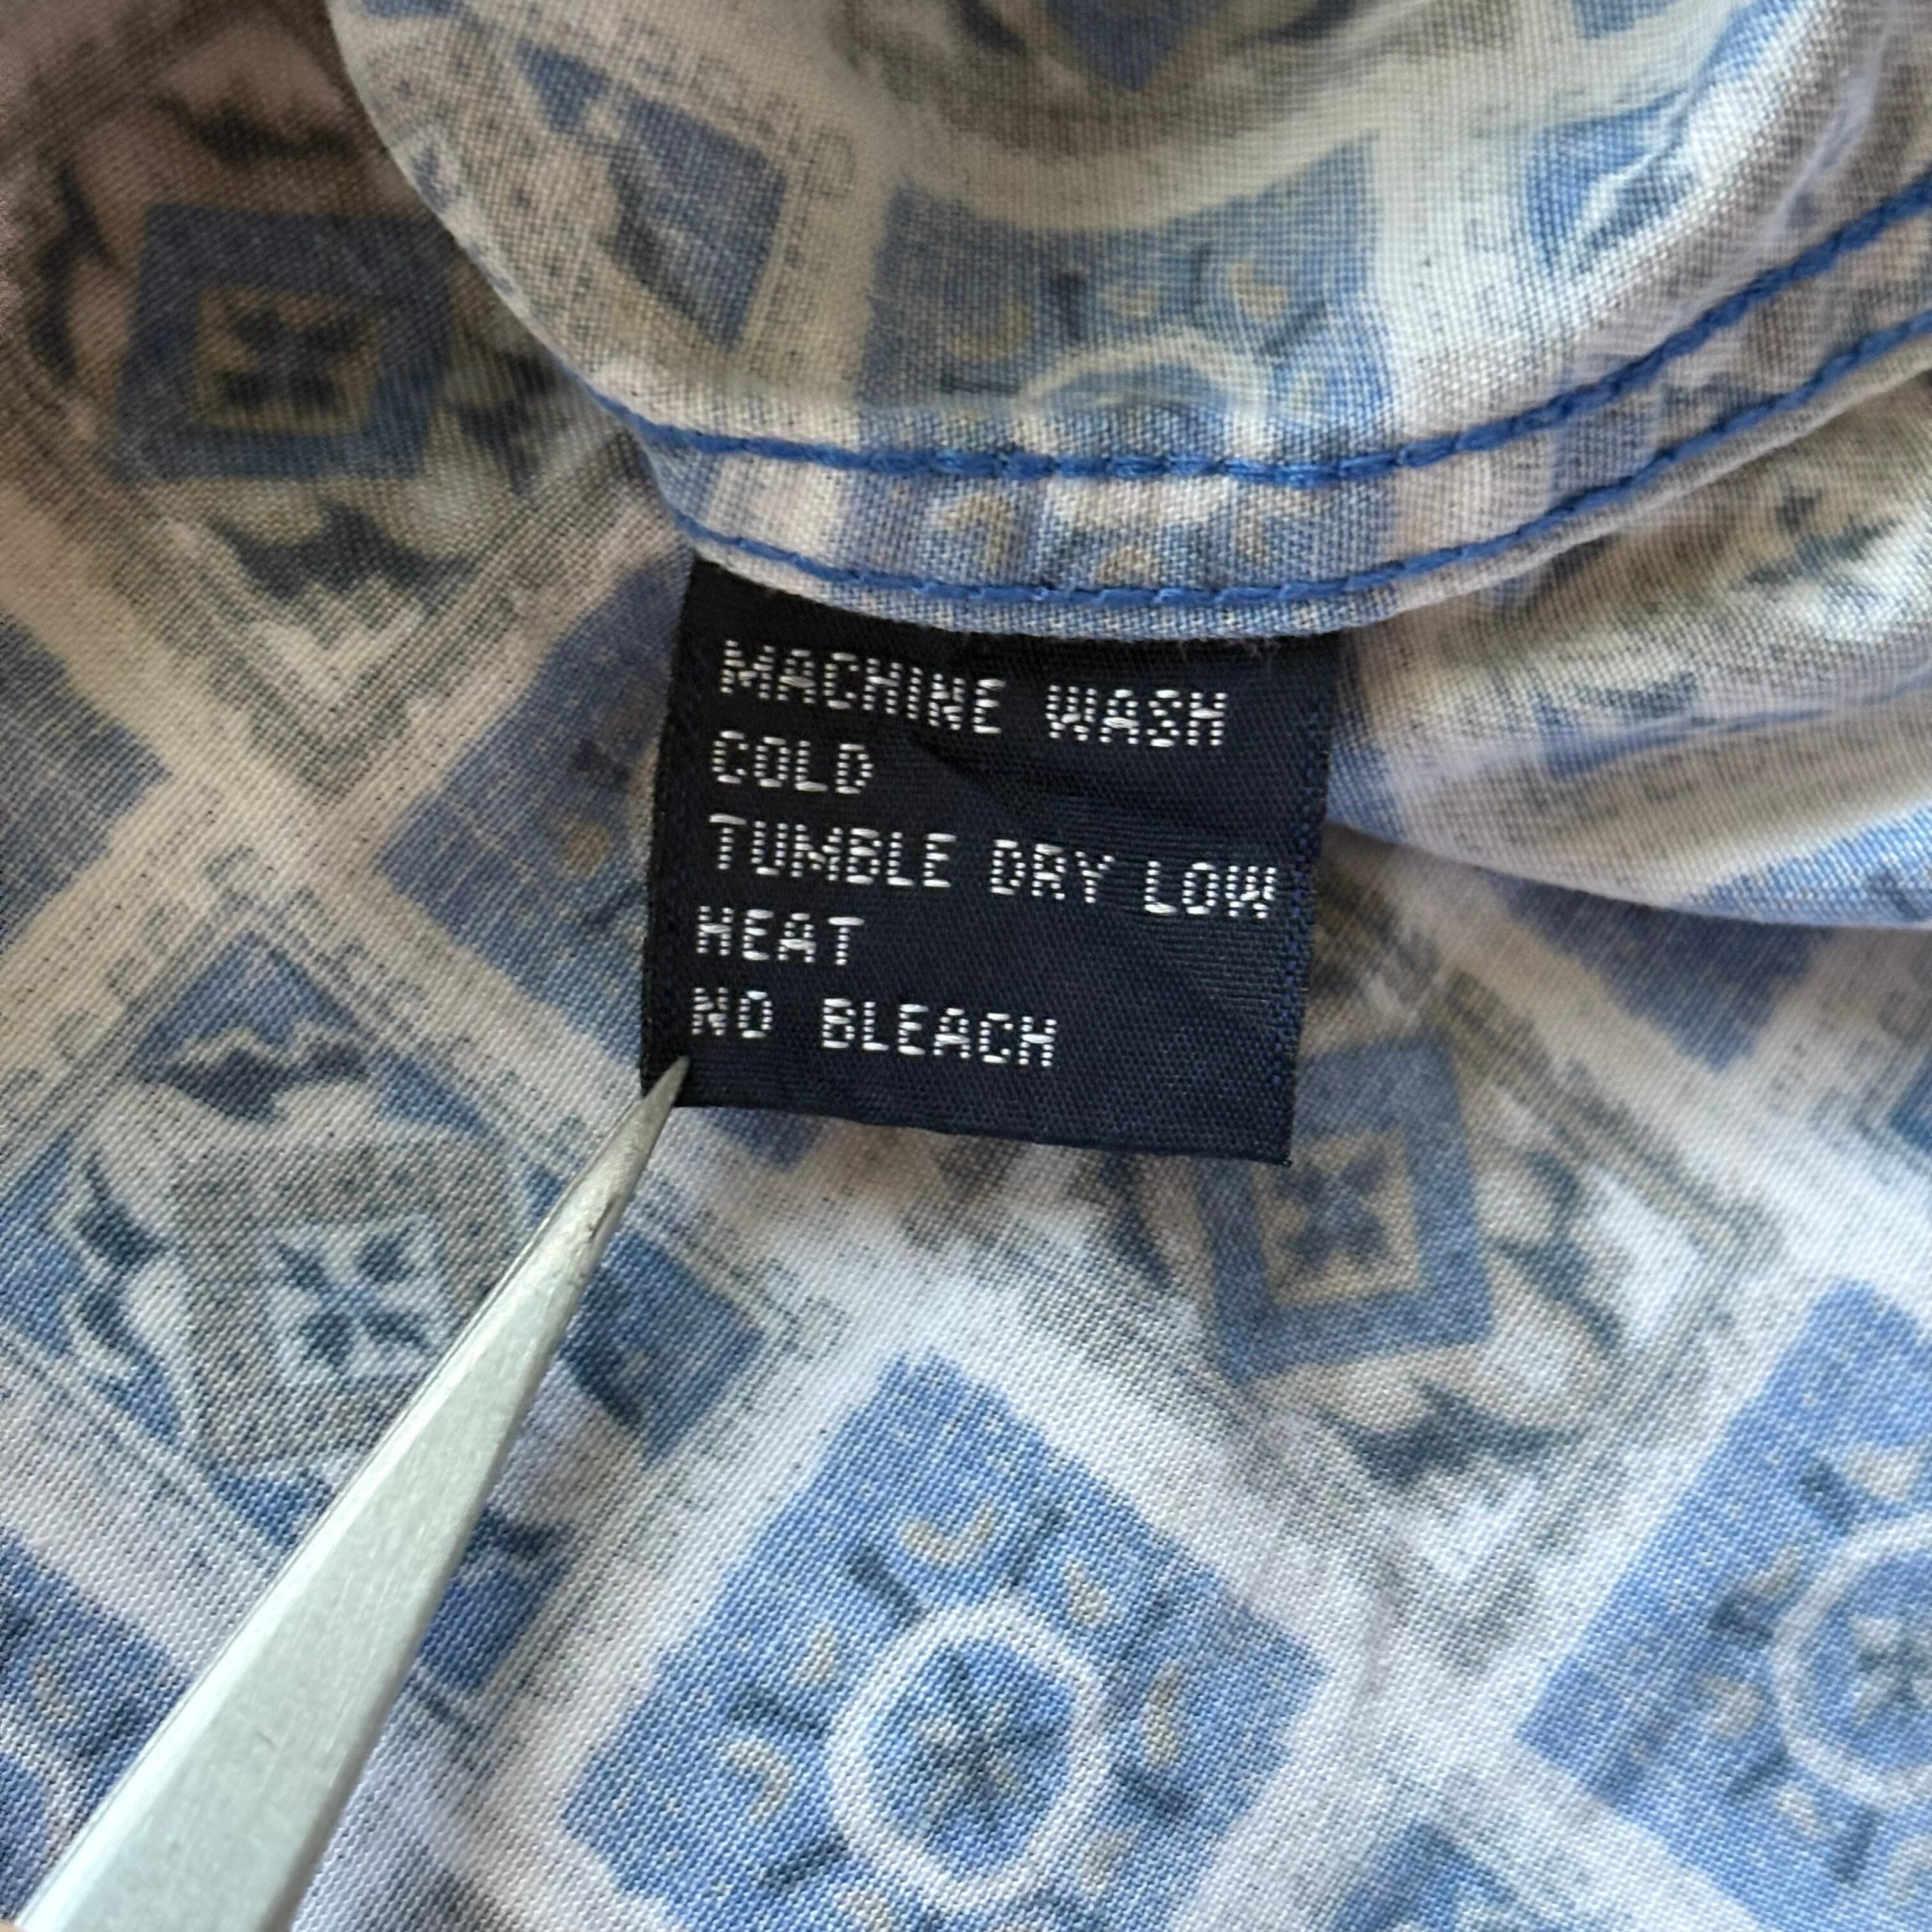 MACHINE WASH
COLD
TUMBLE DRY LOW
HEAT
NO BLEACH